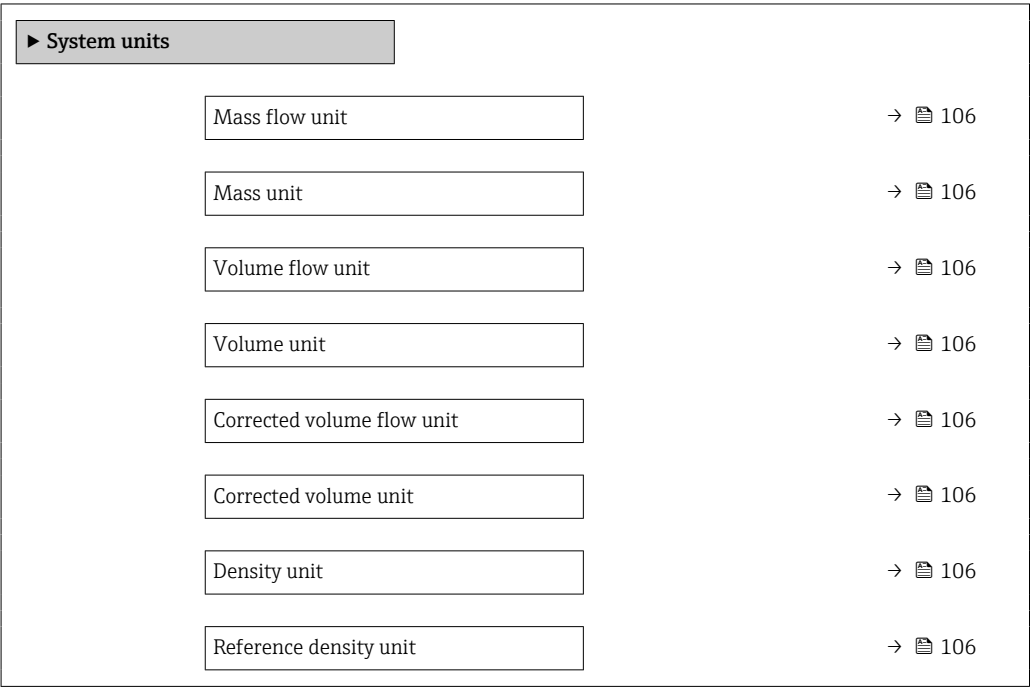 ▶ System units
Mass flow unit → 🖹 106
Mass unit → 🖹 106
Volume flow unit → 🖹 106
Volume unit → 🖹 106
Corrected volume flow unit → 🖹 106
Corrected volume unit → 🖹 106
Density unit → 🖹 106
Reference density unit → 🖹 106